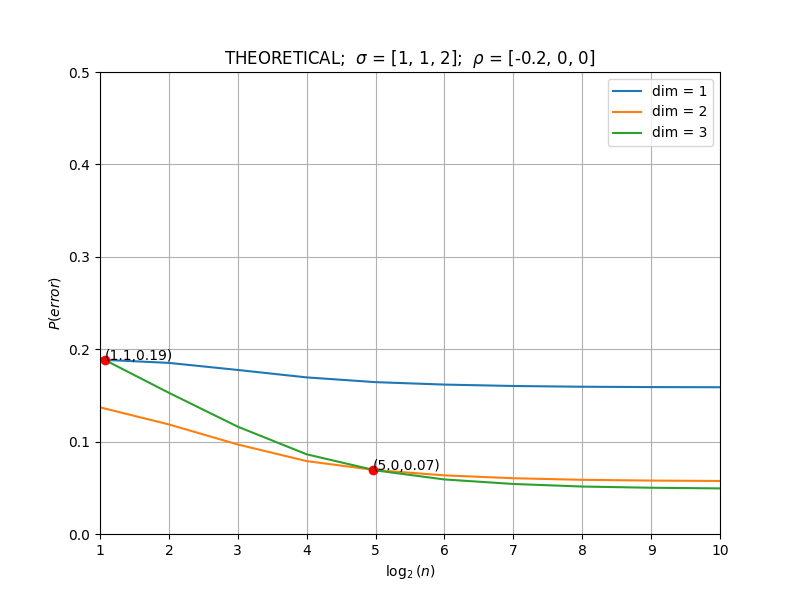 THEORETICAL;  σ = [1, 1, 2];  ρ = [-0.2, 0, 0]
dim = 1
dim = 2
dim = 3
0.5
0.4
0.3
0.2
0.1
0.0
P(error)
(1.1,0.19)
(5,0,0.07)
1 2 3 4 5 6 7 8 9 10
log₂(n)